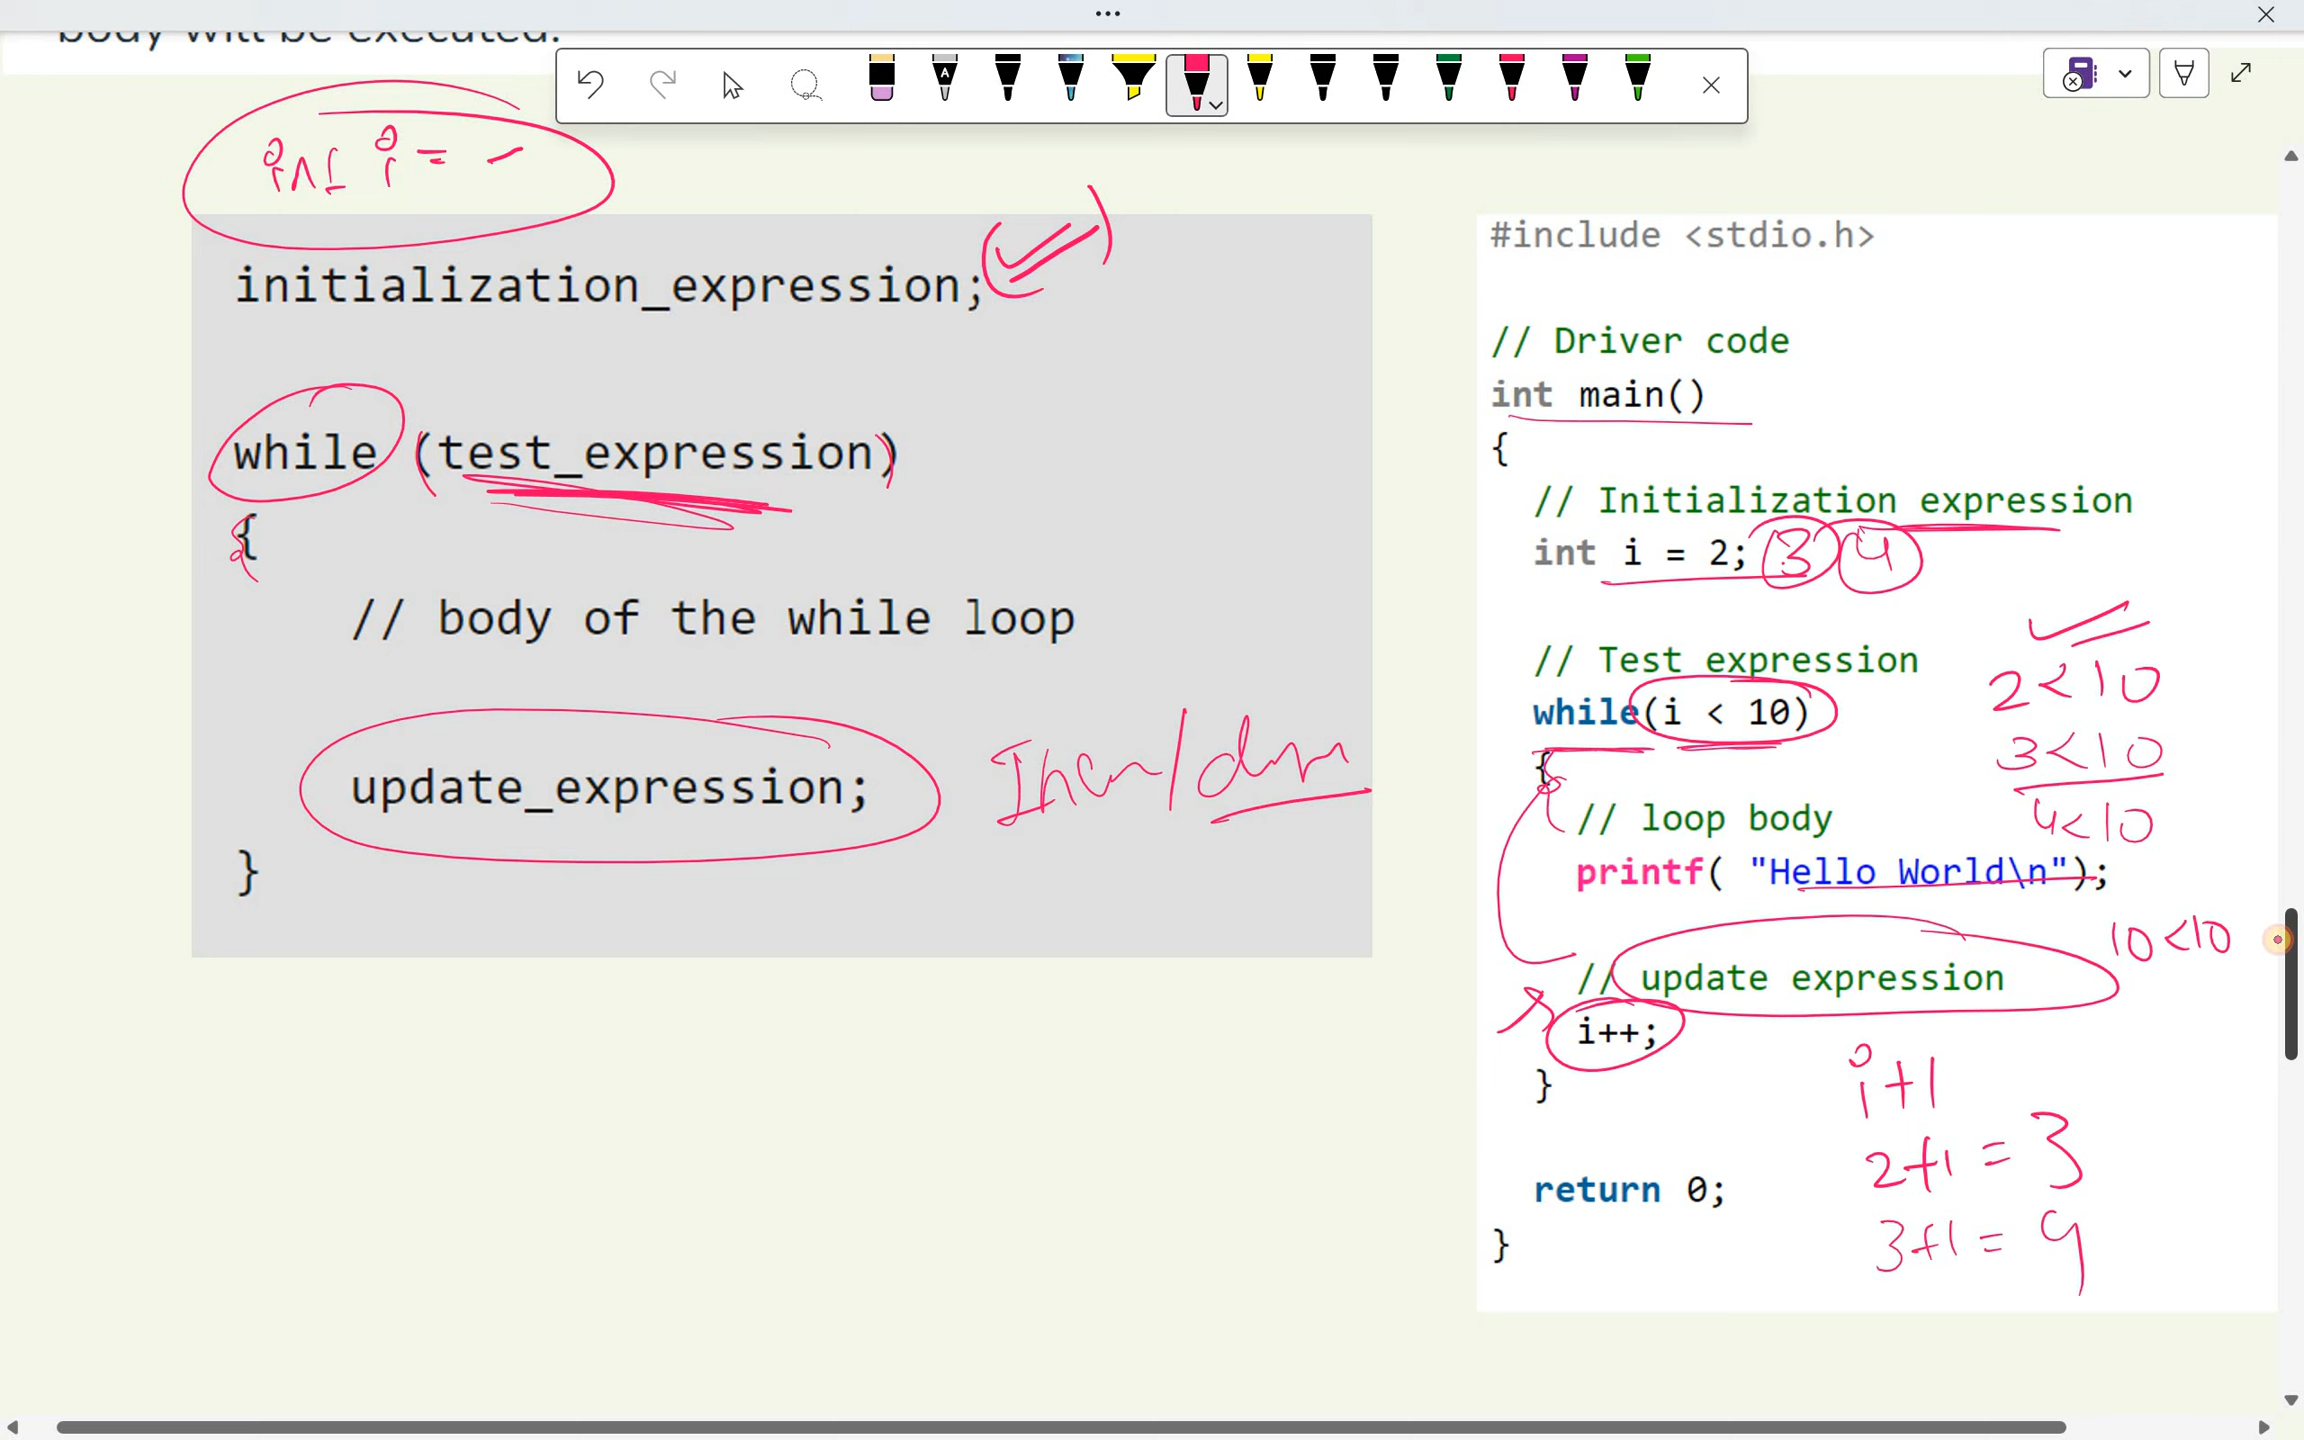 body will be executed.
int i = -
initialization_expression;
while (test_expression)
{
// body of the while loop
update_expression;
}
#include <stdio.h>
// Driver code
int main()
{
// Initialization expression
int i = 2; 3 4
// Test expression
while(i < 10)
{
// loop body
printf( "Hello World\n");
// update expression
i++;
}
return 0;
}
2<10
3<10
4<10
10<10
i+1
2+1 = 3
3+1 = 4